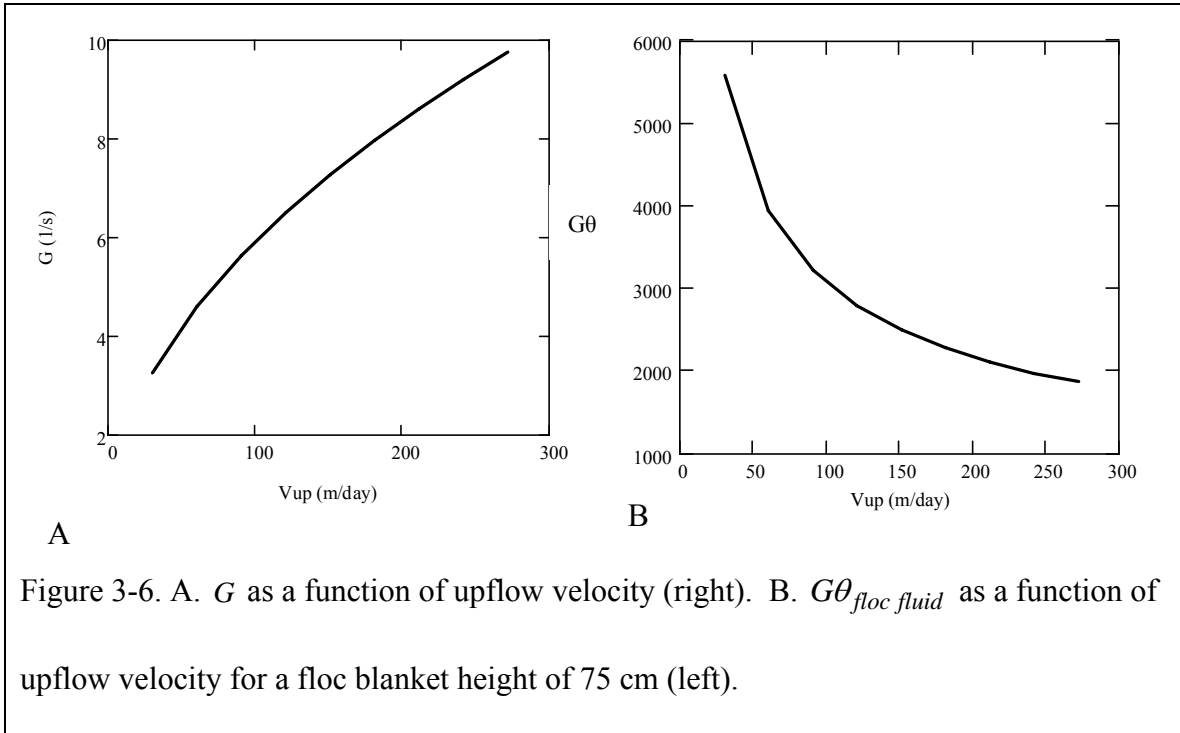 10
8
6
4
2
0
100
200
300
G (1/s)
Vup (m/day)
A
6000
5000
4000
3000
2000
1000
0
50
100
150
200
250
300
Gθ
Vup (m/day)
B
Figure 3-6. A. G as a function of upflow velocity (right). B. Gθ floc fluid as a function of
upflow velocity for a floc blanket height of 75 cm (left).